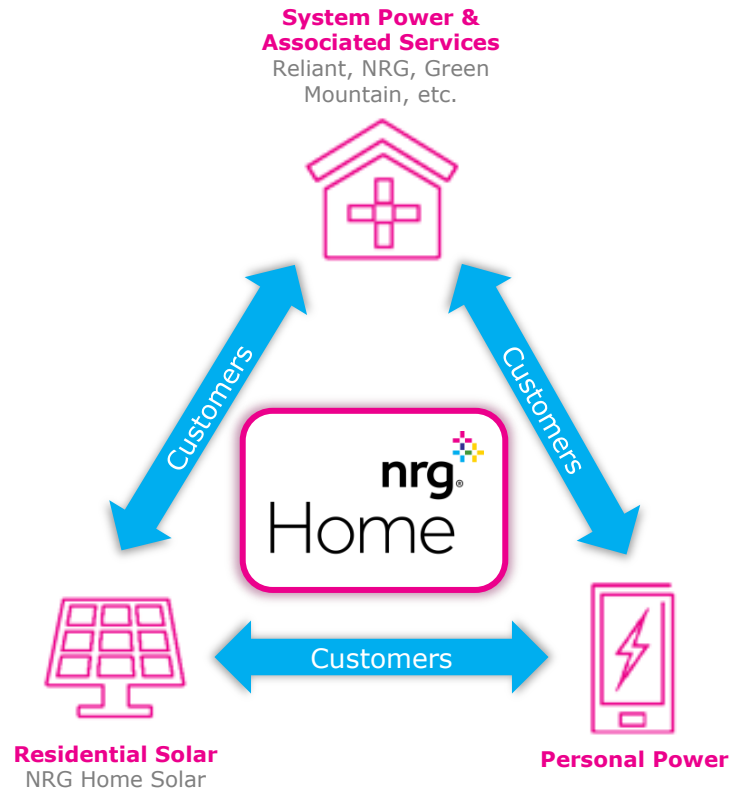 System Power &
Associated Services
Reliant, NRG, Green
Mountain, etc.
Customers
Customers
nrg®
Home
Customers
Residential Solar
NRG Home Solar
Personal Power